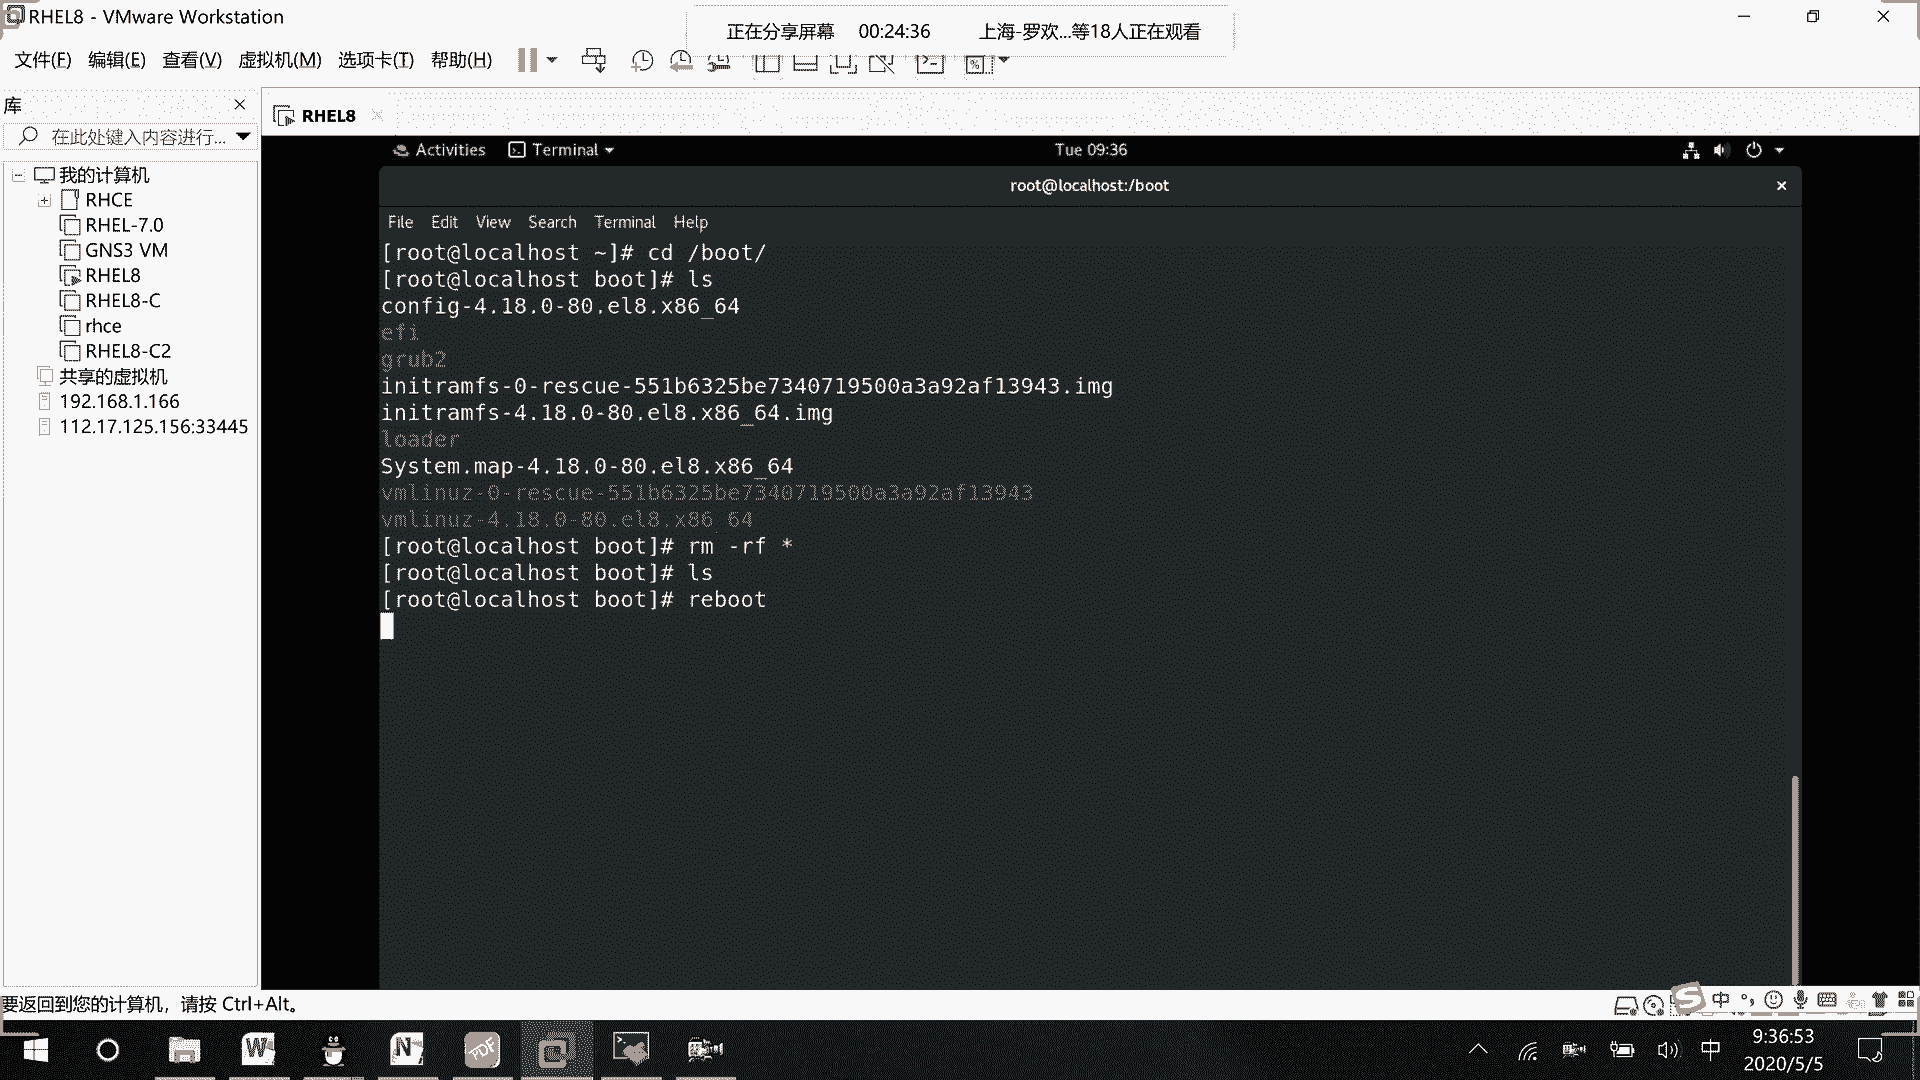 RHEL8 - VMware Workstation
正在分享屏幕 00:24:36 上海-罗欢...等18人正在观看
文件(F) 编辑(E) 查看(V) 虚拟机(M) 选项卡(T) 帮助(H)
库
在此处键入内容进行...
我的计算机
RHCE
RHEL-7.0
GNS3 VM
RHEL8
RHEL8-C
rhce
RHEL8-C2
共享的虚拟机
192.168.1.166
112.17.125.156:33445
RHEL8
Activities Terminal Tue 09:36
root@localhost:/boot
File Edit View Search Terminal Help
[root@localhost ~]# cd /boot/
[root@localhost boot]# ls
config-4.18.0-80.el8.x86_64
efi
grub2
initramfs-0-rescue-551b6325be7340719500a3a92af13943.img
initramfs-4.18.0-80.el8.x86_64.img
loader
System.map-4.18.0-80.el8.x86_64
vmlinuz-0-rescue-551b6325be7340719500a3a92af13943
vmlinuz-4.18.0-80.el8.x86_64
[root@localhost boot]# rm -rf *
[root@localhost boot]# ls
[root@localhost boot]# reboot
要返回到您的计算机，请按 Ctrl+Alt。
中
中
9:36:53
2020/5/5